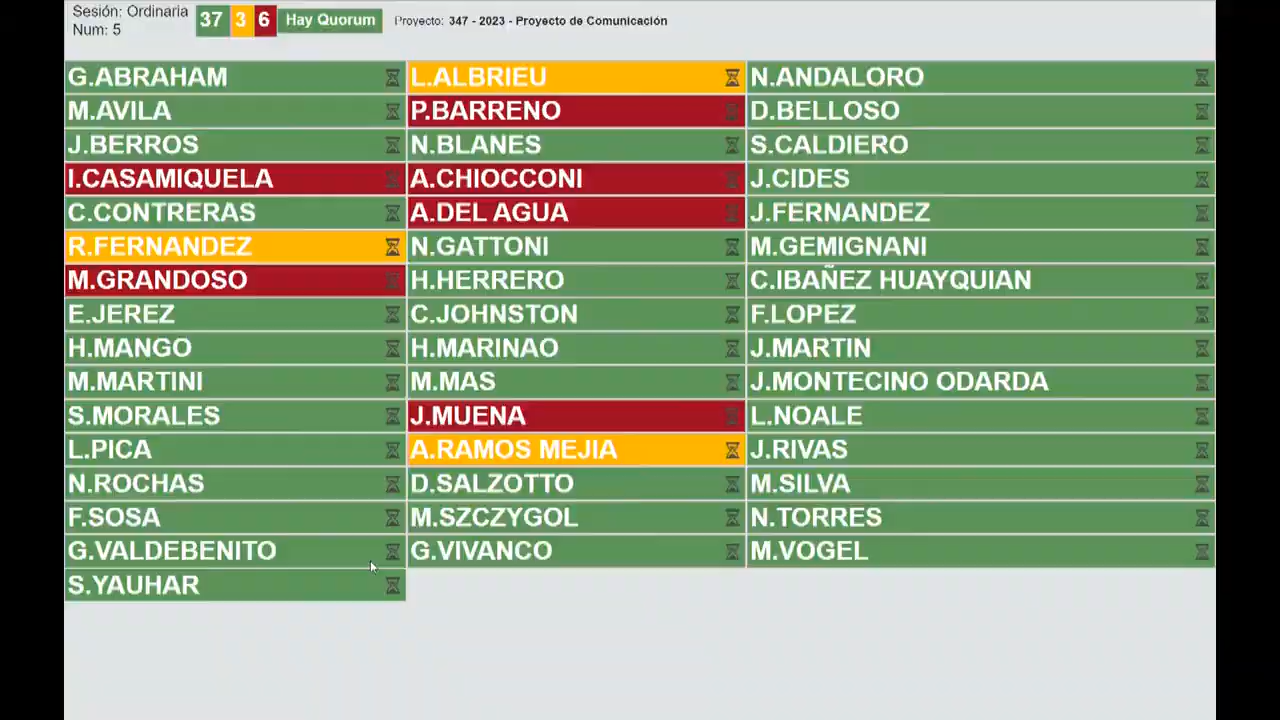 Sesión: Ordinaria
Num: 5
37 3 6 Hay Quorum
Proyecto: 347 - 2023 - Proyecto de Comunicación
G.ABRAHAM L.ALBRIEU N.ANDALORO
M.AVILA P.BARRENO D.BELLOSO
J.BERROS N.BLANES S.CALDIERO
I.CASAMIQUELA A.CHIOCCONI J.CIDES
C.CONTRERAS A.DEL AGUA J.FERNANDEZ
R.FERNANDEZ N.GATTONI M.GEMIGNANI
M.GRANDOSO H.HERRERO C.IBAÑEZ HUAYQUIAN
E.JEREZ C.JOHNSTON F.LOPEZ
H.MANGO H.MARINAO J.MARTIN
M.MARTINI M.MAS J.MONTECINO ODARDA
S.MORALES J.MUENA L.NOALE
L.PICA A.RAMOS MEJIA J.RIVAS
N.ROCHAS D.SALZOTTO M.SILVA
F.SOSA M.SZCZYGOL N.TORRES
G.VALDEBENITO G.VIVANCO M.VOGEL
S.YAUHAR